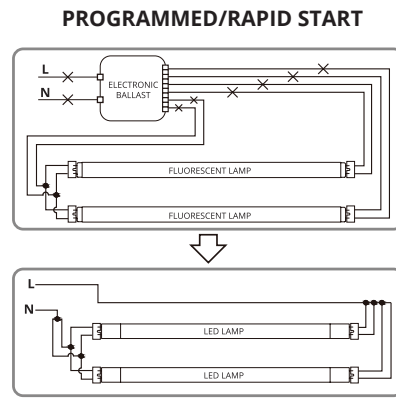 PROGRAMMED/RAPID START
L
N
ELECTRONIC
BALLAST
FLUORESCENT LAMP
FLUORESCENT LAMP
L
N
LED LAMP
LED LAMP